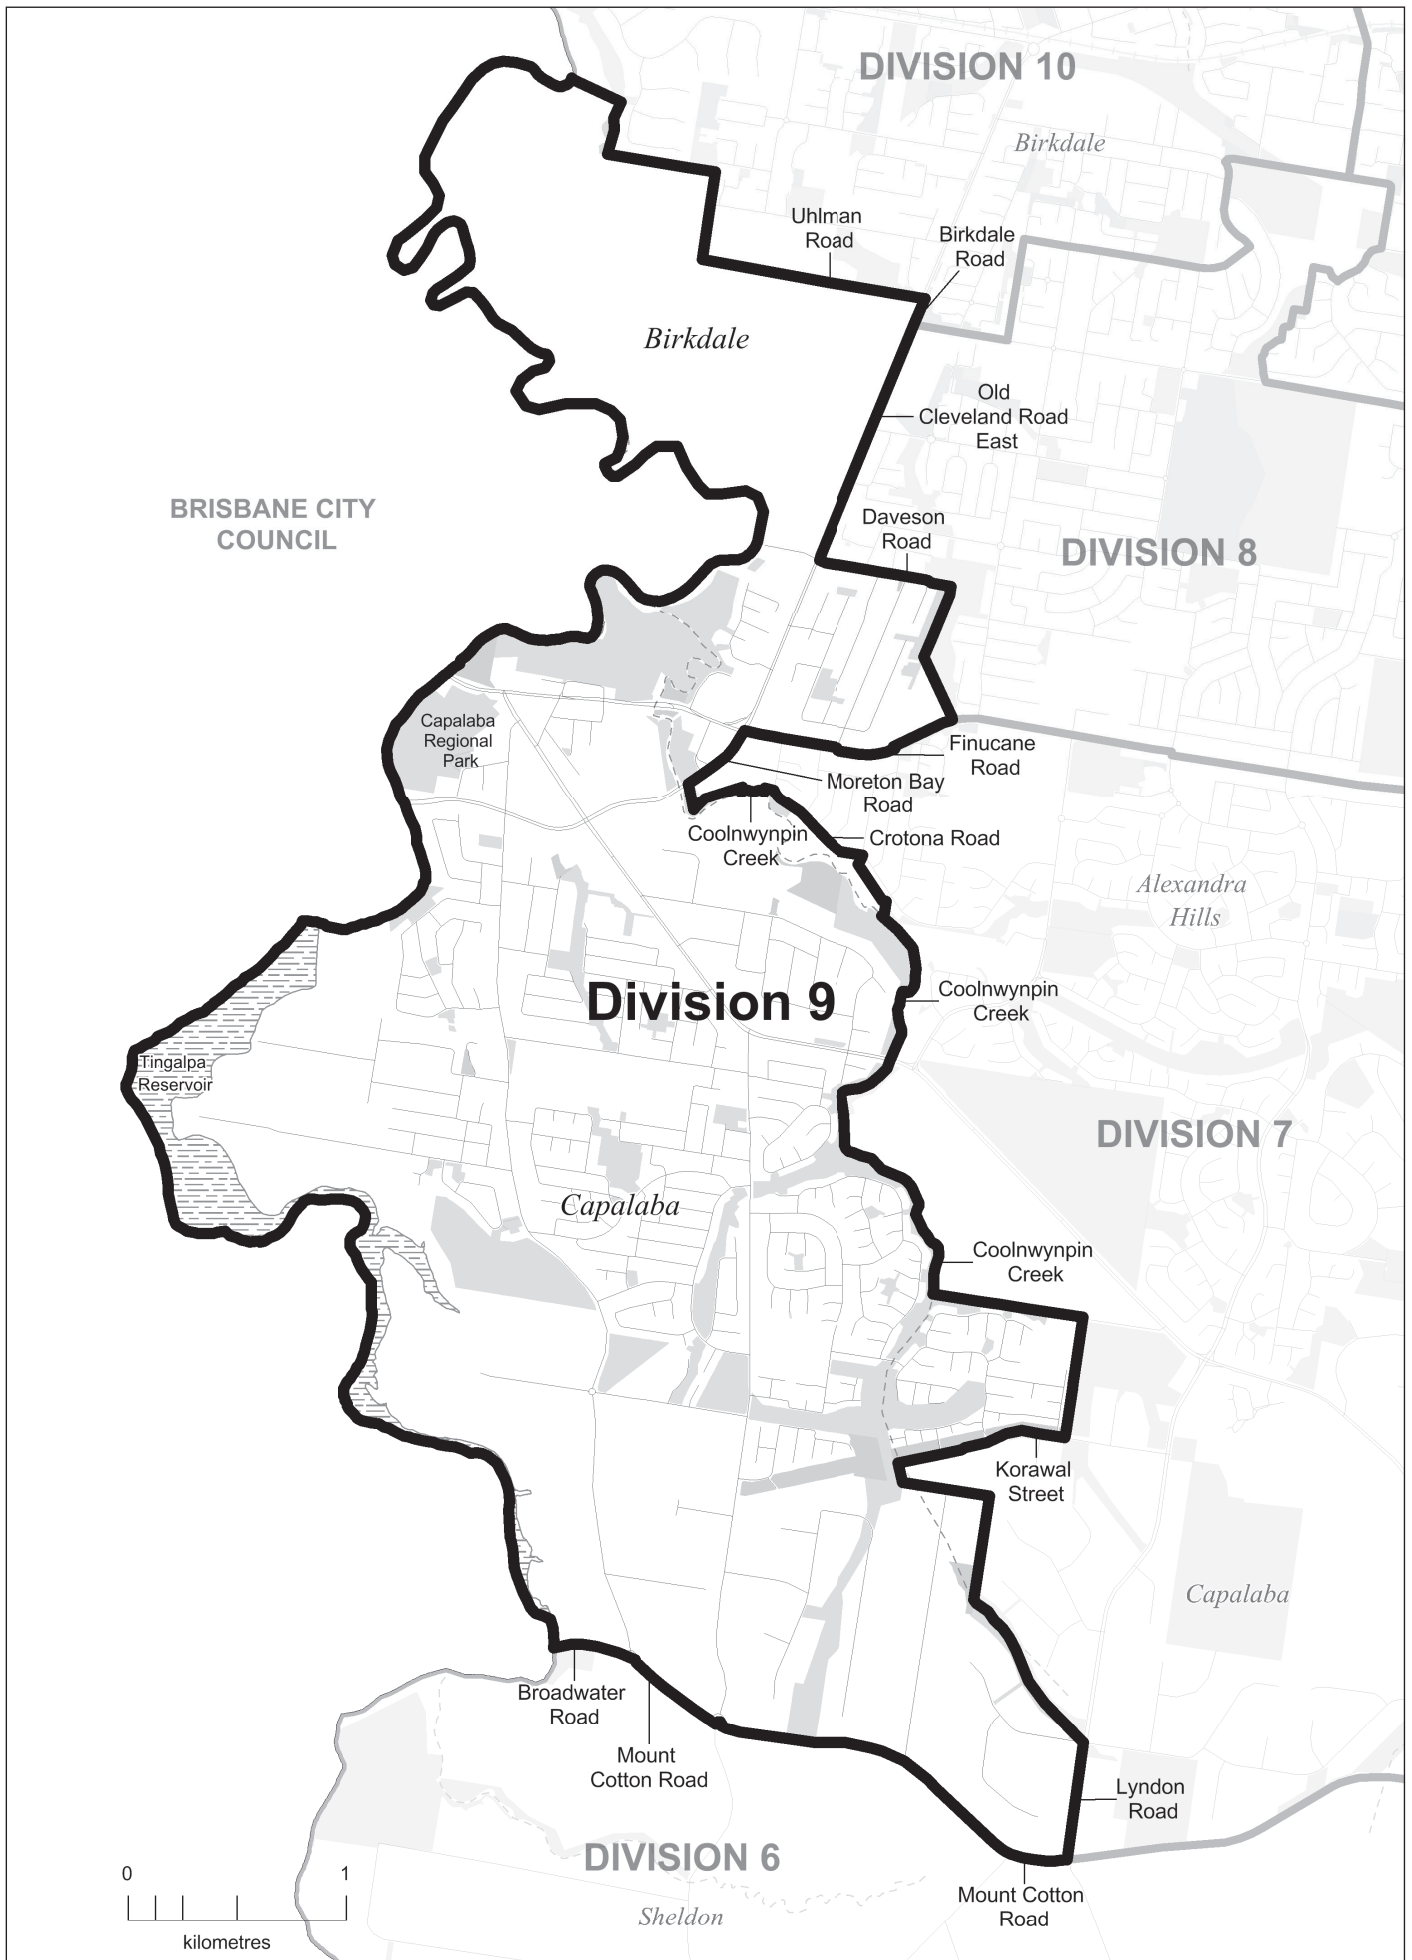 DIVISION 10
Birkdale
Uhlman
Road
Birkdale
Road
Birkdale
Old
Cleveland Road
East
BRISBANE CITY
COUNCIL
Daveson
Road
DIVISION 8
Capalaba
Regional
Park
Finucane
Road
Moreton Bay
Road
Coolnwynpin
Creek
Crotona Road
Alexandra
Hills
Division 9
Coolnwynpin
Creek
Tingalpa
Reservoir
DIVISION 7
Capalaba
Coolnwynpin
Creek
Korawal
Street
Capalaba
Broadwater
Road
Mount
Cotton Road
Lyndon
Road
DIVISION 6
Mount Cotton
Road
Sheldon
0 1
kilometres